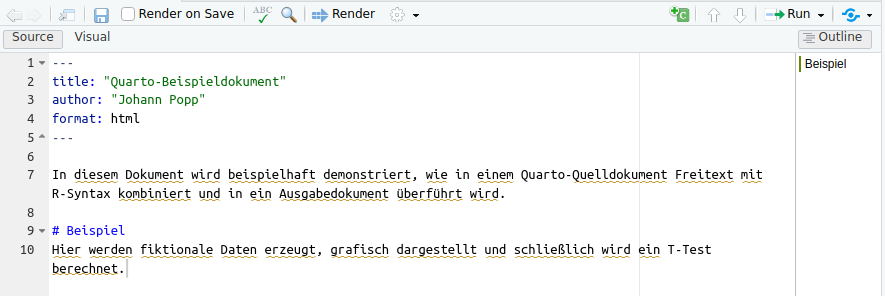 Render on Save
ABC
Render
C
Run
Source
Visual
Outline
1 ---
2 title: "Quarto-Beispieldokument"
3 author: "Johann Popp"
4 format: html
5 ---
6
7 In diesem Dokument wird beispielhaft demonstriert, wie in einem Quarto-Quelldokument Freitext mit
R-Syntax kombiniert und in ein Ausgabedokument überführt wird.
8
9 # Beispiel
10 Hier werden fiktionale Daten erzeugt, grafisch dargestellt und schließlich wird ein T-Test
berechnet.
Beispiel